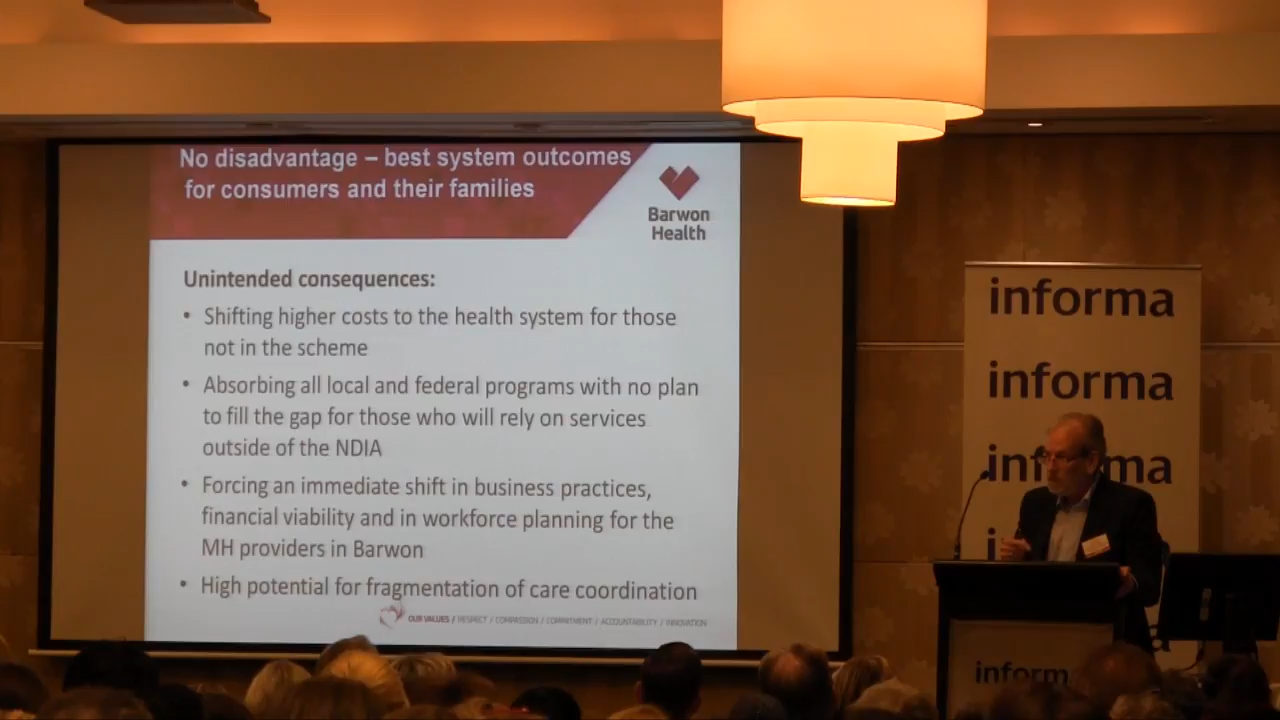 No disadvantage – best system outcomes
for consumers and their families
Barwon
Health
Unintended consequences:
• Shifting higher costs to the health system for those
not in the scheme
• Absorbing all local and federal programs with no plan
to fill the gap for those who will rely on services
outside of the NDIA
• Forcing an immediate shift in business practices,
financial viability and in workforce planning for the
MH providers in Barwon
• High potential for fragmentation of care coordination
OUR VALUES / RESPECT / COMPASSION / COMMITMENT / ACCOUNTABILITY / INNOVATION
informa
informa
int ma
i
inform